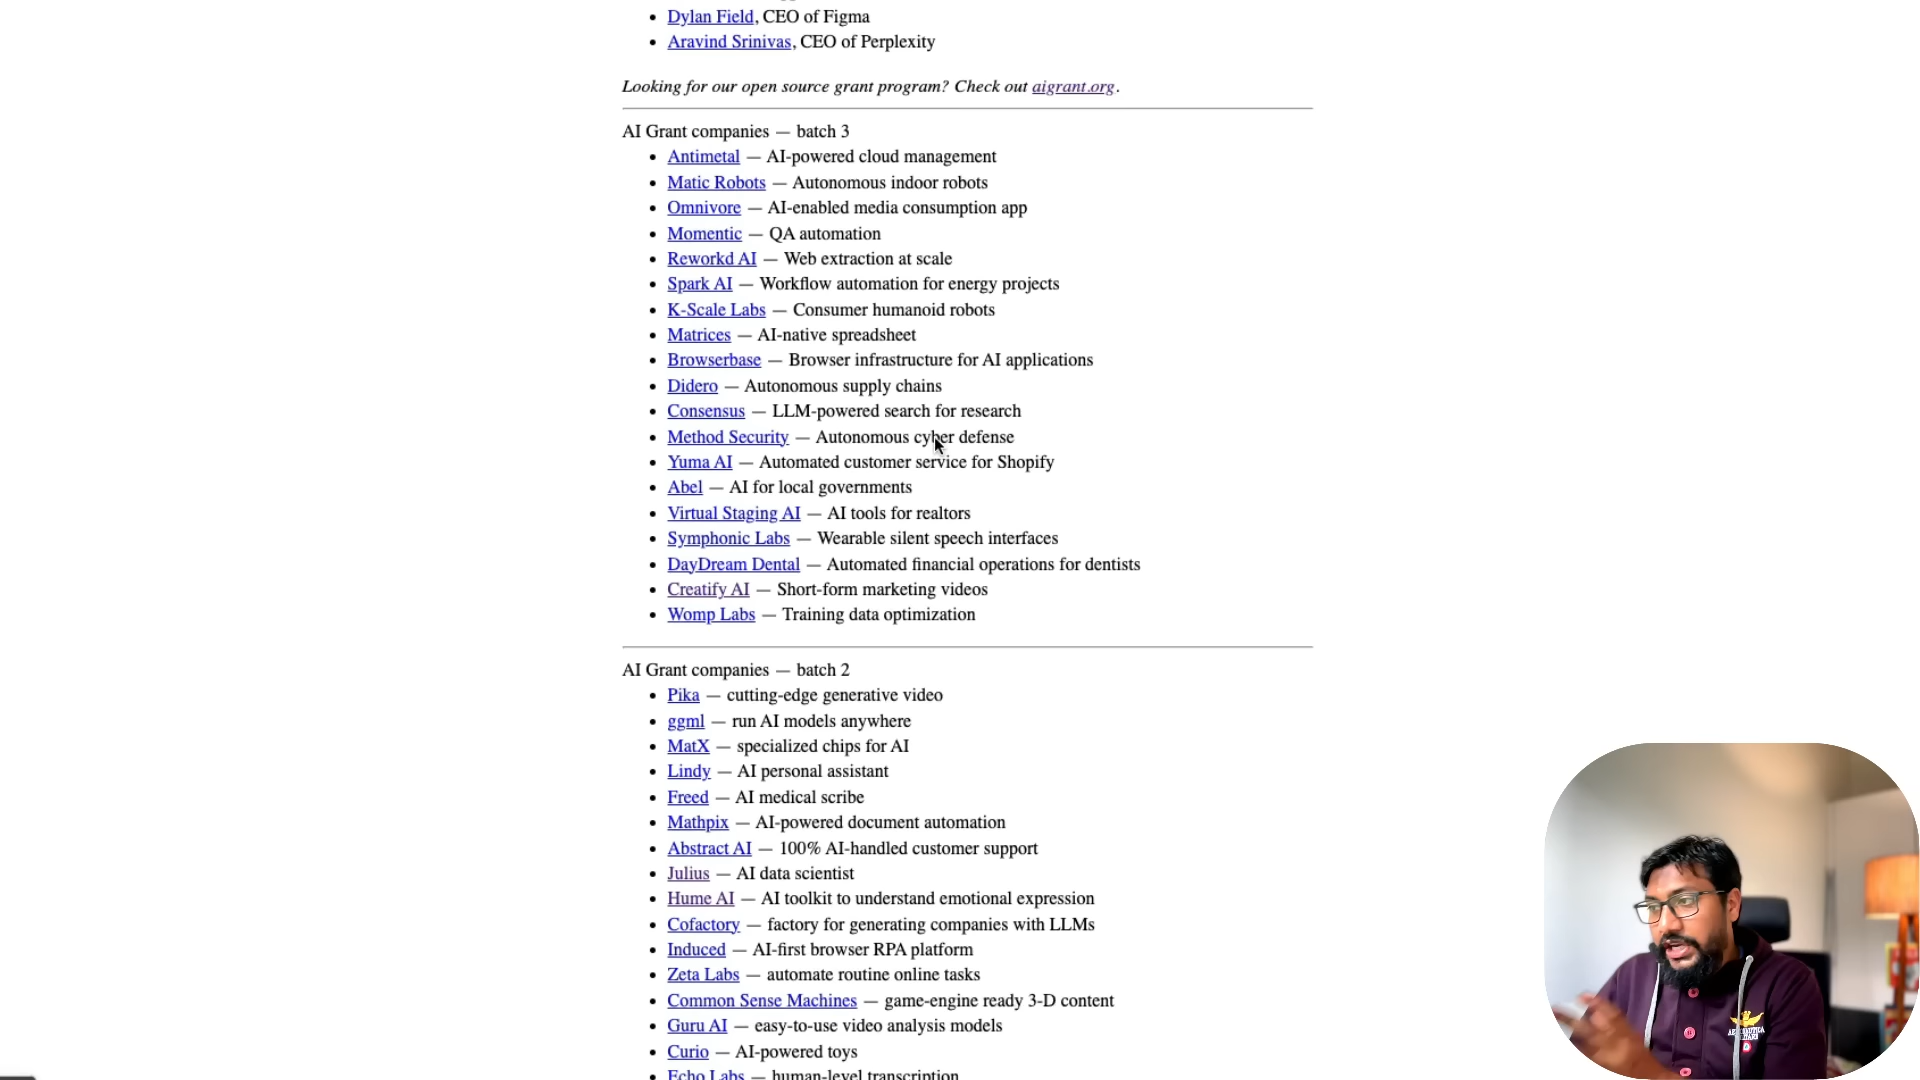 Dylan Field, CEO of Figma
Aravind Srinivas, CEO of Perplexity
Looking for our open source grant program? Check out aigrant.org.
AI Grant companies — batch 3
Antimetal — AI-powered cloud management
Matic Robots — Autonomous indoor robots
Omnivore — AI-enabled media consumption app
Momentic — QA automation
Reworkd AI — Web extraction at scale
Spark AI — Workflow automation for energy projects
K-Scale Labs — Consumer humanoid robots
Matrices — AI-native spreadsheet
Browserbase — Browser infrastructure for AI applications
Didero — Autonomous supply chains
Consensus — LLM-powered search for research
Method Security — Autonomous cyber defense
Yuma AI — Automated customer service for Shopify
Abel — AI for local governments
Virtual Staging AI — AI tools for realtors
Symphonic Labs — Wearable silent speech interfaces
DayDream Dental — Automated financial operations for dentists
Creatify AI — Short-form marketing videos
Womp Labs — Training data optimization
AI Grant companies — batch 2
Pika — cutting-edge generative video
ggml — run AI models anywhere
MatX — specialized chips for AI
Lindy — AI personal assistant
Freed — AI medical scribe
Mathpix — AI-powered document automation
Abstract AI — 100% AI-handled customer support
Julius — AI data scientist
Hume AI — AI toolkit to understand emotional expression
Cofactory — factory for generating companies with LLMs
Induced — AI-first browser RPA platform
Zeta Labs — automate routine online tasks
Common Sense Machines — game-engine ready 3-D content
Guru AI — easy-to-use video analysis models
Curio — AI-powered toys
Echo Labs — human-level transcription